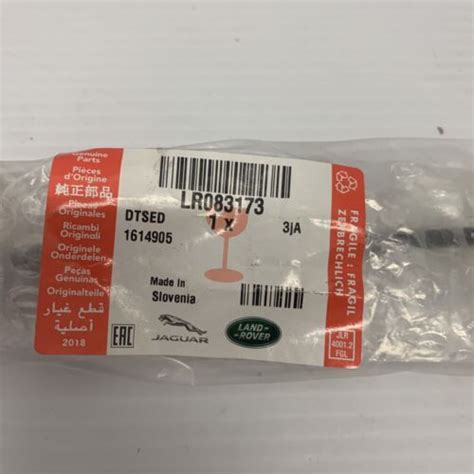 Genuine
Parts
Pièces
d'Origine
純正部品
Piezas
Originales
Ricambi
Originali
Originele
Onderdelen
Peças
Genuínas
Originalteile
قطع غيار
أصلية
2018
LR083173
1 x
3jA
DTSED
1614905
Made in
Slovenia
EAC
JAGUAR
LAND-
-ROVER
FRAGILE : FRAGIL
ZERBRECHLICH
JLR
4001.2
FGL